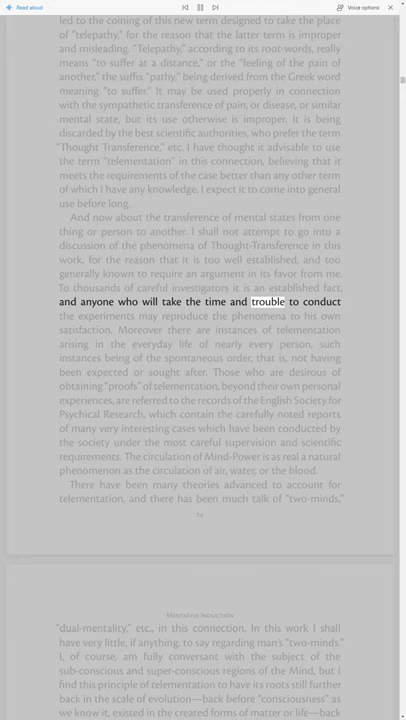 Read aloud
Voice options
led to the coining of this new term designed to take the place
of "telepathy," for the reason that the latter term is improper
and misleading. "Telepathy," according to its root-words, really
means "to suffer at a distance," or the "feeling of the pain of
another," the suffix "pathy," being derived from the Greek word
meaning "to suffer." It may be used properly in connection
with the sympathetic transference of pain, or disease, or similar
mental state, but its use otherwise is improper. It is being
discarded by the best scientific authorities, who prefer the term
"Thought Transference," etc. I have thought it advisable to use
the term "telementation" in this connection, believing that it
meets the requirements of the case better than any other term
of which I have any knowledge. I expect it to come into general
use before long.
And now about the transference of mental states from one
thing or person to another. I shall not attempt to go into a
discussion of the phenomena of Thought-Transference in this
work, for the reason that it is too well established, and too
generally known to require an argument in its favor from me.
To thousands of careful investigators it is an established fact,
and anyone who will take the time and trouble to conduct
the experiments may reproduce the phenomena to his own
satisfaction. Moreover there are instances of telementation
arising in the everyday life of nearly every person, such
instances being of the spontaneous order, that is, not having
been expected or sought after. Those who are desirous of
obtaining "proofs" of telementation, beyond their own personal
experiences, are referred to the records of the English Society for
Psychical Research, which contain the carefully noted reports
of many very interesting cases which have been conducted by
the society under the most careful supervision and scientific
requirements. The circulation of Mind-Power is as real a natural
phenomenon as the circulation of air, water, or the blood.
There have been many theories advanced to account for
telementation, and there has been much talk of "two-minds,"
Mentative Induction
"dual-mentality," etc., in this connection. In this work I shall
have very little, if anything, to say regarding man's "two-minds."
I, of course, am fully conversant with the subject of the
sub-conscious and super-conscious regions of the Mind, but I
find this principle of telementation to have its roots still further
back in the scale of evolution—back before "consciousness" as
we know it, existed in the created forms of matter or life—back